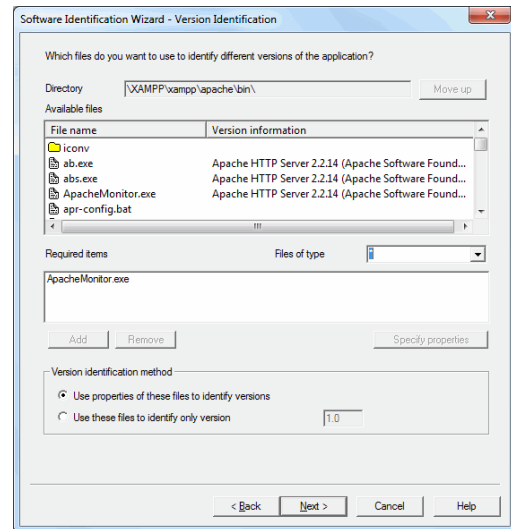 Software Identification Wizard - Version Identification
Which files do you want to use to identify different versions of the application?
Directory \XAMPP\xampp\apache\bin\ Move up
Available files
File name Version information
iconv
ab.exe Apache HTTP Server 2.2.14 (Apache Software Found...
abs.exe Apache HTTP Server 2.2.14 (Apache Software Found...
ApacheMonitor.exe Apache HTTP Server 2.2.14 (Apache Software Found...
apr-config.bat
Required items Files of type
ApacheMonitor.exe
Add Remove Specify properties
Version identification method
Use properties of these files to identify versions
Use these files to identify only version 1.0
< Back Next > Cancel Help